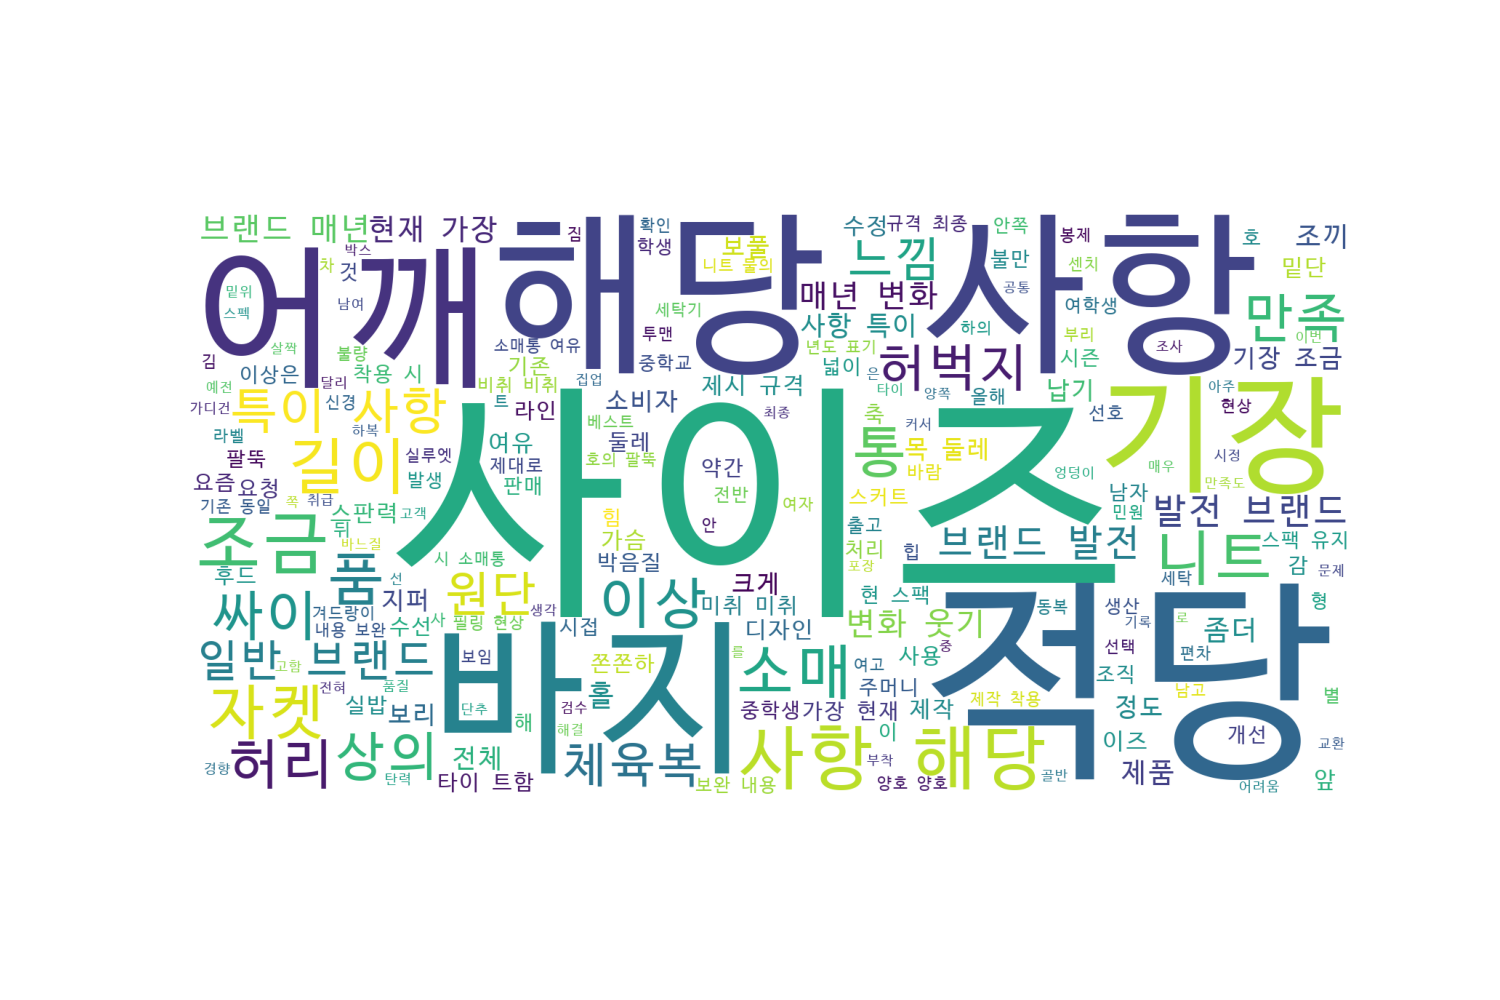 브랜드 매년
현재 가장
박스
차
것
밑위
스펙
남여
어깨
해당 사항
짐
확인
학생
보풀
니트 물의
세탁기
투맨
수정
규격 최종
느낌
매년 변화
사항 특이
안쪽
불만
공통
하의
봉제
센치
여학생
부리
호
조끼
밑단
만족
이번
조사
기장 조금
김
살짝
불량
이상은
착용 시
소매통 여유
기존
비취 비취
집업
중학교
년도 표기
넓이
은
허벅지
시즌
납기
예전
달리
가디건
신경
특이 사항
트
라인
소비자
제시 규격
타이
양쪽
올해
선호
아주
현상
기장
라벨
하복
길이
실루엣
여유
베스트
둘레
최종
축
커서
통
목 둘레
팔뚝
요즘
요청
발생
제대로
판매
호의 팔뚝
약간
전반
바람
엉덩이
매우
시정
만족도
사이즈
기존 동일
쪽
취급
스판력
고객
뒤
힘
가슴
안
여자
스커트
출고
남자
민원
발전 브랜드
조금
바느질
시 소매통
박음질
처리
힙
브랜드 발전
니트
스팩 유지
품
후드
선
원단
이상
크게
포장
현 스팩
세탁
감
문제
싸이
지퍼
겨드랑이
내용 보완
수선
사 필링 현상
생각
시접
미취 미취
디자인
변화 웃기
동복
생산
기록
로
형
좀더
일반 브랜드
고함
보임
쫀쫀하
를
소매
여고
사용
중
선택
편차
적당
바지
자켓
전혀
품질
실밥
보리
단추
해
검수
홀
해결
중학생
가장 현재
주머니
제작
제작 착용
조직
남고
정도
별
허리
상의
전체
체육복
사항 해당
이
부착
이즈
개선
교환
경향
탄력
타이 트함
보완 내용
양호 양호
골반
제품
어려움
앞